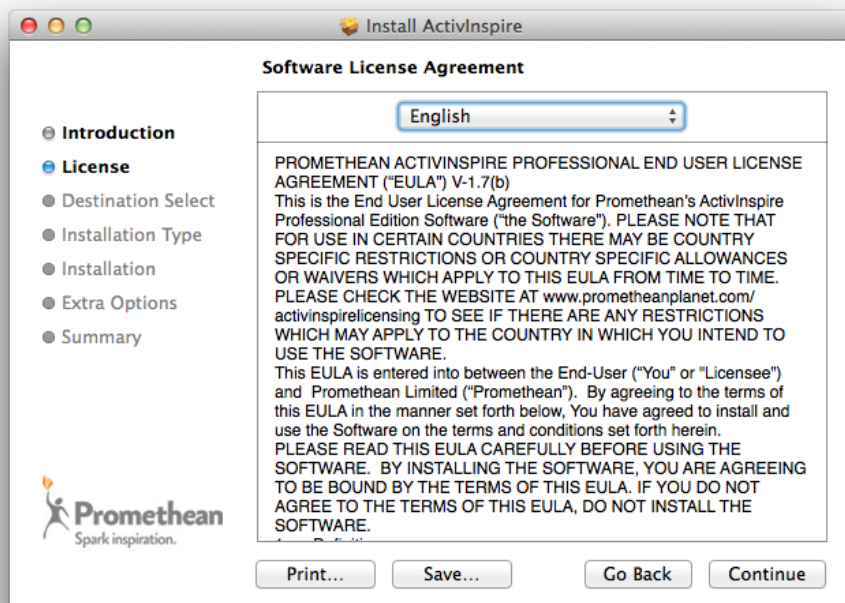 Install ActivInspire
Software License Agreement
Introduction
License
Destination Select
Installation Type
Installation
Extra Options
Summary
English
PROMETHEAN ACTIVINSPIRE PROFESSIONAL END USER LICENSE
AGREEMENT (“EULA”) V-1.7(b)
This is the End User License Agreement for Promethean's ActivInspire
Professional Edition Software (“the Software"). PLEASE NOTE THAT
FOR USE IN CERTAIN COUNTRIES THERE MAY BE COUNTRY
SPECIFIC RESTRICTIONS OR COUNTRY SPECIFIC ALLOWANCES
OR WAIVERS WHICH APPLY TO THIS EULA FROM TIME TO TIME.
PLEASE CHECK THE WEBSITE AT www.prometheanplanet.com/
activinspirelicensing TO SEE IF THERE ARE ANY RESTRICTIONS
WHICH MAY APPLY TO THE COUNTRY IN WHICH YOU INTEND TO
USE THE SOFTWARE.
This EULA is entered into between the End-User (“You” or "Licensee”)
and  Promethean Limited (“Promethean”).  By agreeing to the terms of
this EULA in the manner set forth below, You have agreed to install and
use the Software on the terms and conditions set forth herein.
PLEASE READ THIS EULA CAREFULLY BEFORE USING THE
SOFTWARE.  BY INSTALLING THE SOFTWARE, YOU ARE AGREEING
TO BE BOUND BY THE TERMS OF THIS EULA. IF YOU DO NOT
AGREE TO THE TERMS OF THIS EULA, DO NOT INSTALL THE
SOFTWARE.
Promethean
Spark inspiration.
Print...
Save...
Go Back
Continue